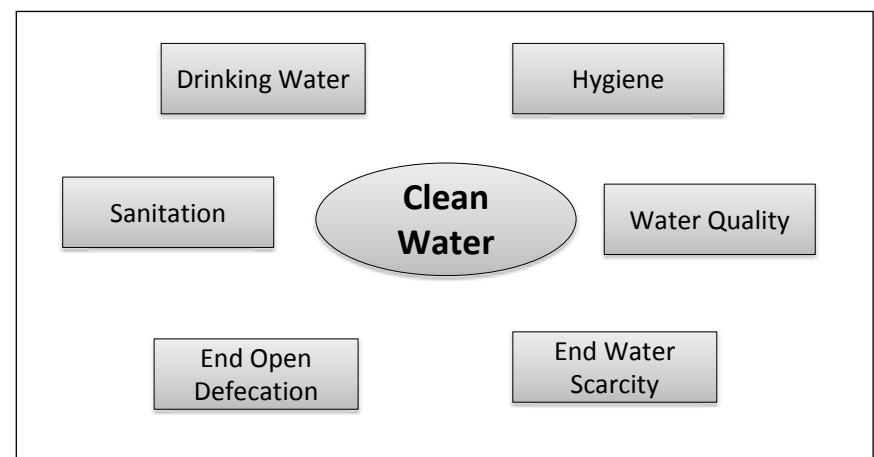 Drinking Water
Hygiene
Sanitation
Clean
Water
Water Quality
End Open
Defecation
End Water
Scarcity